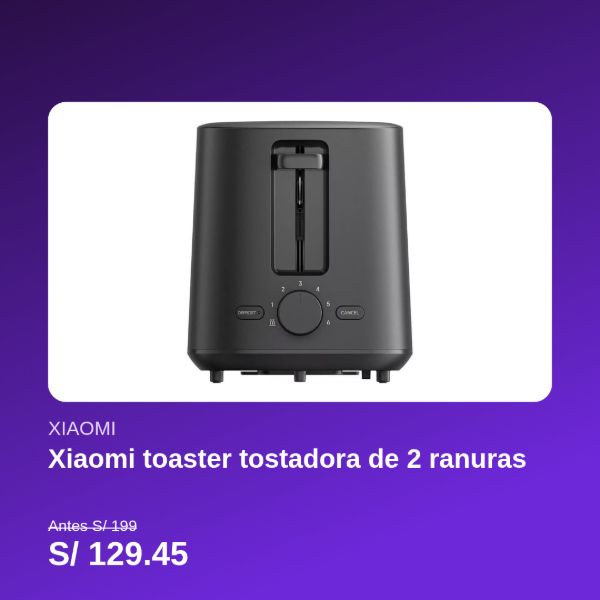 3
2
4
1
5
6
DEFROST
CANCEL
XIAOMI
Xiaomi toaster tostadora de 2 ranuras
Antes S/ 199
S/ 129.45